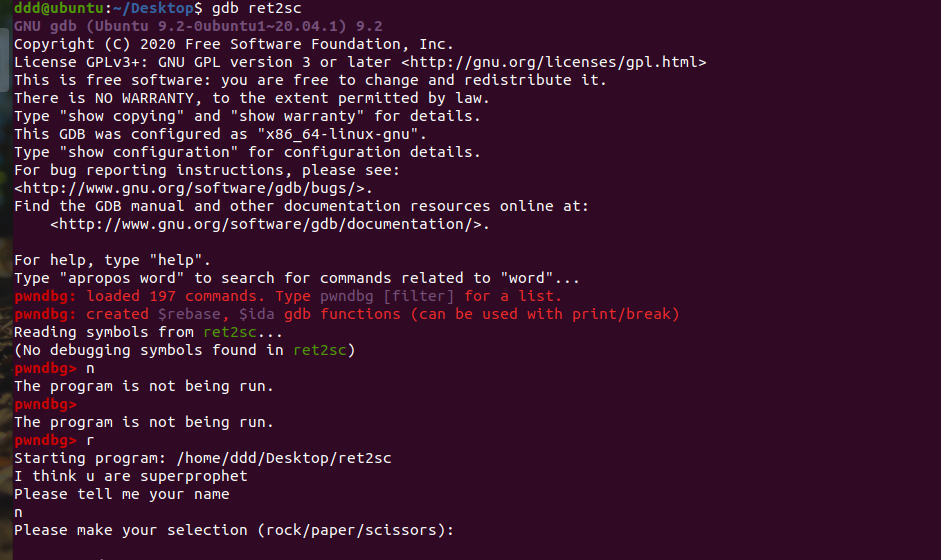 ddd@ubuntu:~/Desktop$ gdb ret2sc
GNU gdb (Ubuntu 9.2-0ubuntu1~20.04.1) 9.2
Copyright (C) 2020 Free Software Foundation, Inc.
License GPLv3+: GNU GPL version 3 or later <http://gnu.org/licenses/gpl.html>
This is free software: you are free to change and redistribute it.
There is NO WARRANTY, to the extent permitted by law.
Type "show copying" and "show warranty" for details.
This GDB was configured as "x86_64-linux-gnu".
Type "show configuration" for configuration details.
For bug reporting instructions, please see:
<http://www.gnu.org/software/gdb/bugs/>.
Find the GDB manual and other documentation resources online at:
    <http://www.gnu.org/software/gdb/documentation/>.

For help, type "help".
Type "apropos word" to search for commands related to "word"...
pwndbg: loaded 197 commands. Type pwndbg [filter] for a list.
pwndbg: created $rebase, $ida gdb functions (can be used with print/break)
Reading symbols from ret2sc...
(No debugging symbols found in ret2sc)
pwndbg> n
The program is not being run.
pwndbg>
The program is not being run.
pwndbg> r
Starting program: /home/ddd/Desktop/ret2sc
I think u are superprophet
Please tell me your name
n
Please make your selection (rock/paper/scissors):